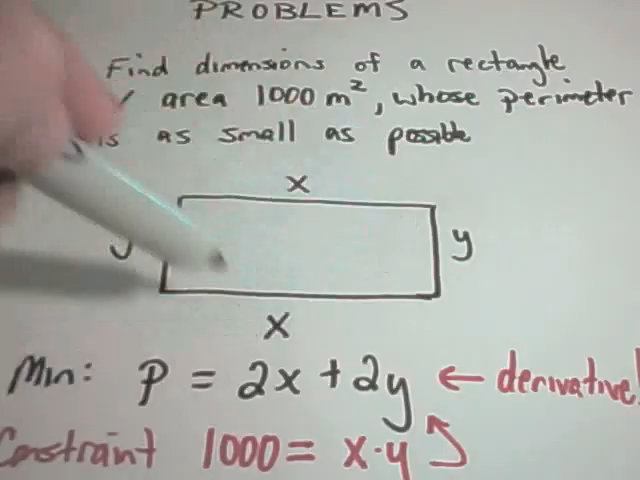 PROBLEMS
Find dimensions of a rectangle
area 1000 m², whose perimeter
is as small as possible
x
y y
x
Min: P = 2x + 2y ← derivative!
Constraint 1000 = x·y